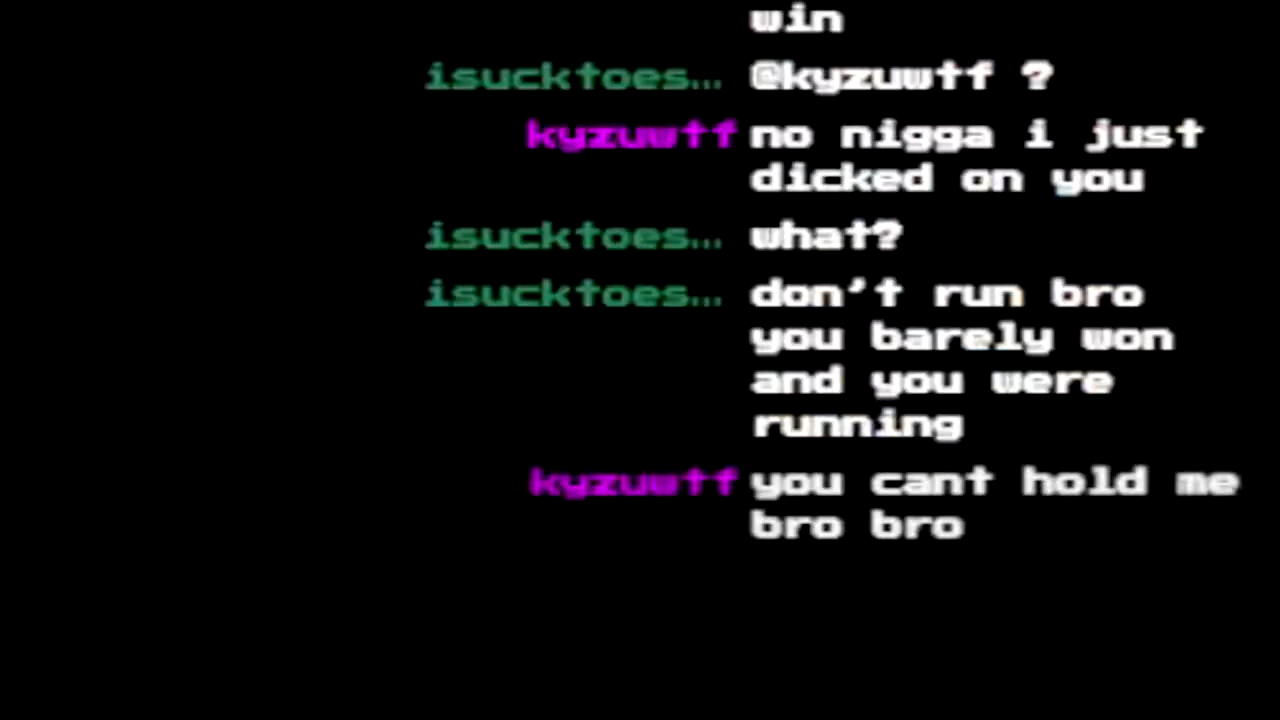 win
isucktoes... @kyzuwtf ?
kyzuwtf no nigga i just
dicked on you
isucktoes... what?
isucktoes... don't run bro
you barely won
and you were
running
kyzuwtf you cant hold me
bro bro